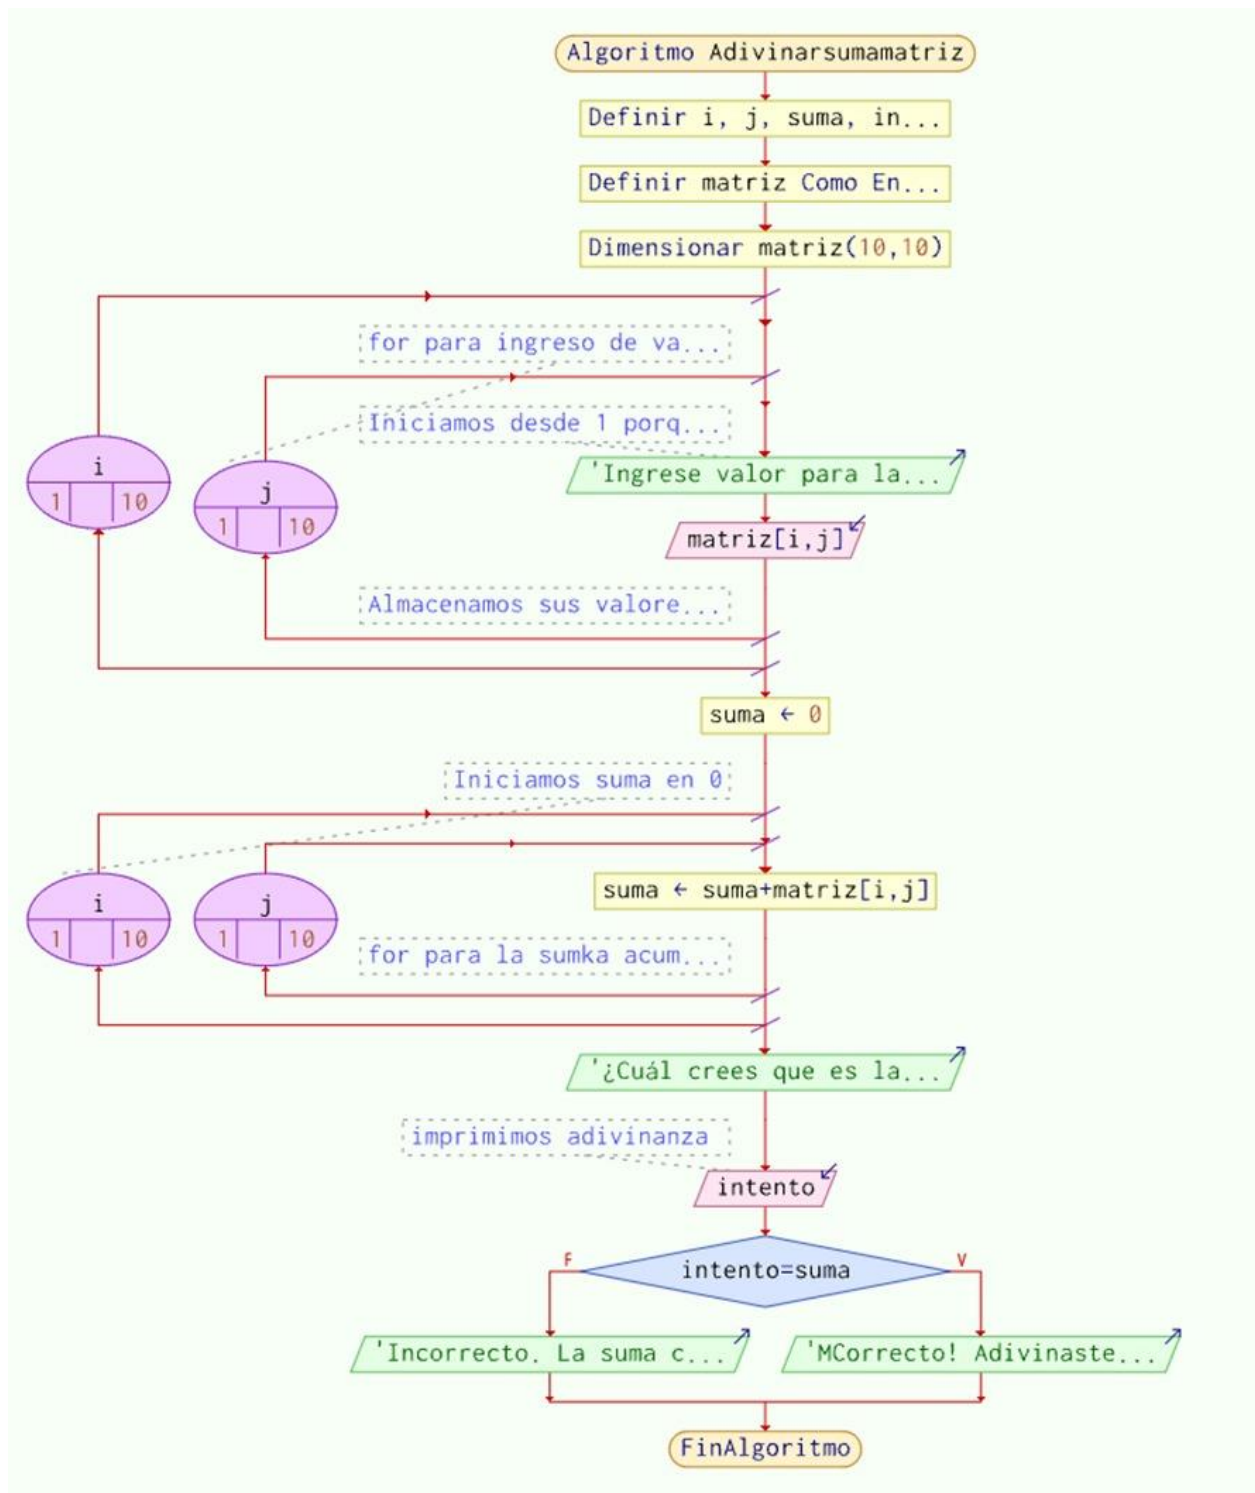 Algoritmo Adivinarsumamatriz
Definir i, j, suma, in...
Definir matriz Como En...
Dimensionar matriz(10,10)
for para ingreso de va...
Iniciamos desde 1 porq...
i
1 10
j
1 10
'Ingrese valor para la...
matriz[i,j]
Almacenamos sus valore...
suma ← 0
Iniciamos suma en 0
i
1 10
j
1 10
suma ← suma+matriz[i,j]
for para la sumka acum...
'¿Cuál crees que es la...
imprimimos adivinanza
intento
F
V
intento=suma
'Incorrecto. La suma c...
'MCorrecto! Adivinaste...
FinAlgoritmo